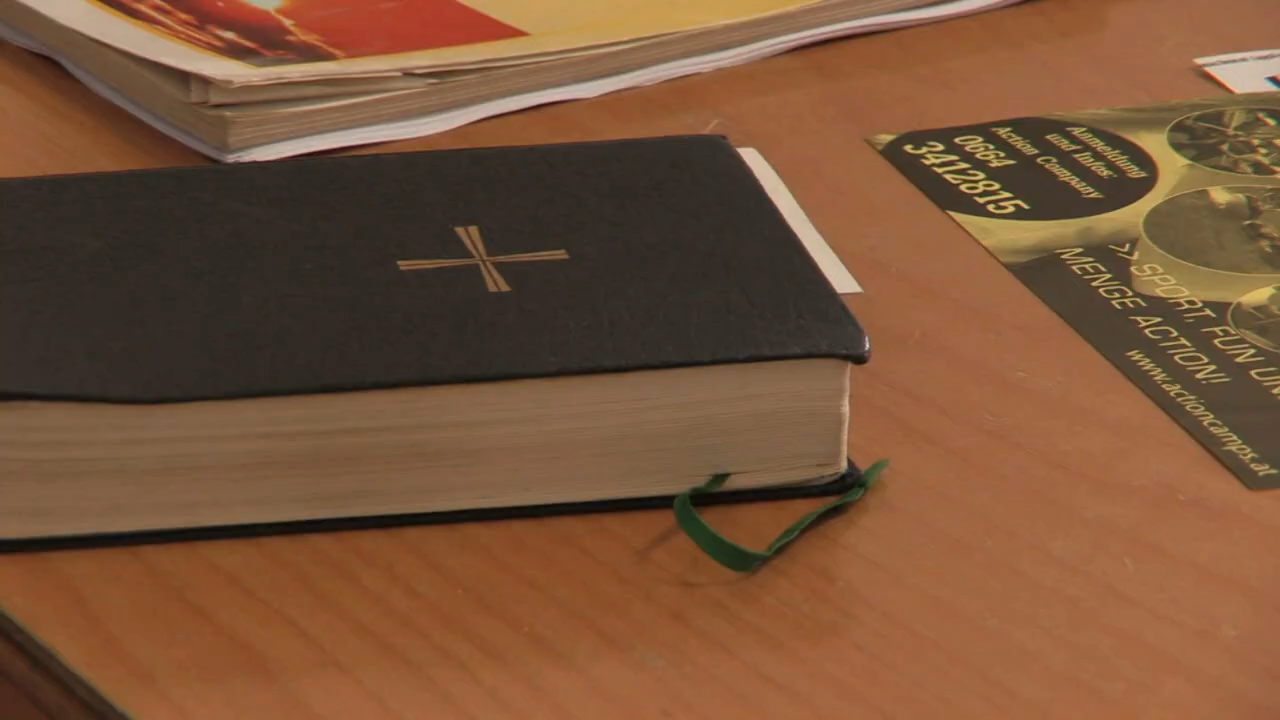 Anmeldung
und Infos:
Action Company
0664
3412815
>> SPORT, FUN UN
MENGE ACTION!
www.actioncamps.at